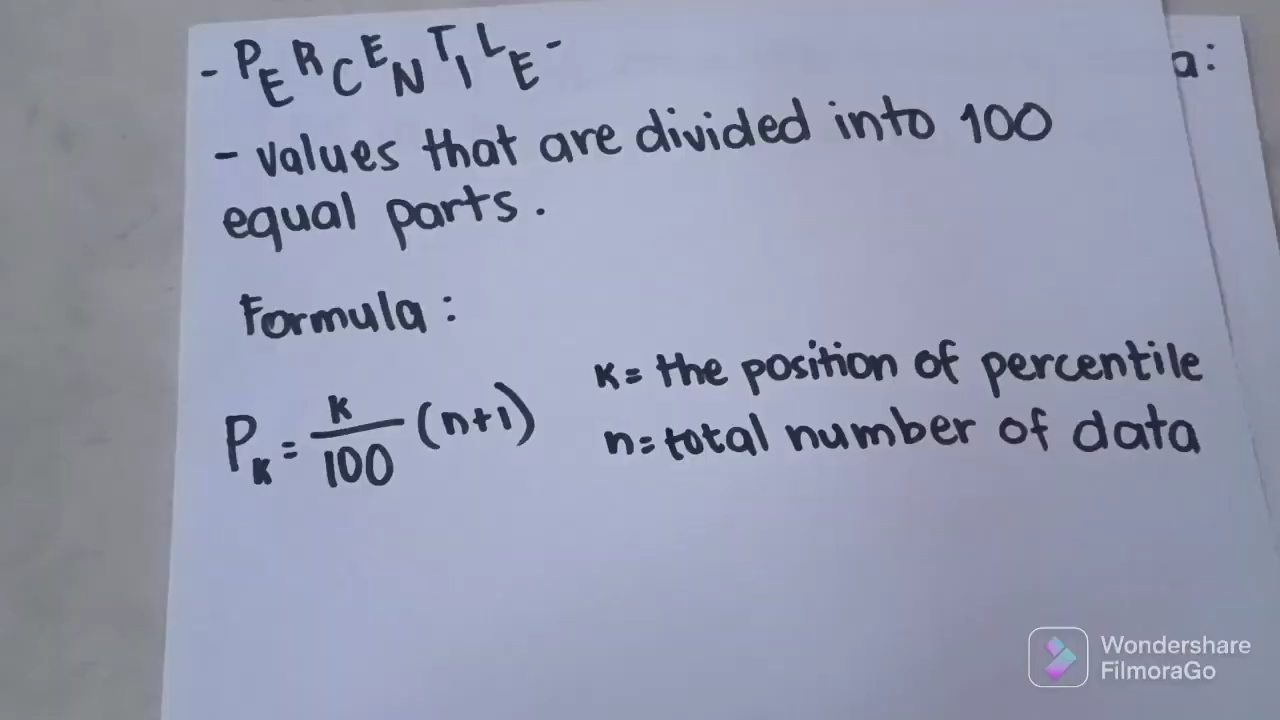 - PERCENTILE -
a:
- values that are divided into 100
equal parts.
Formula:
K = the position of percentile
P_K = K/100 (n+1)
n = total number of data
Wondershare
FilmoraGo